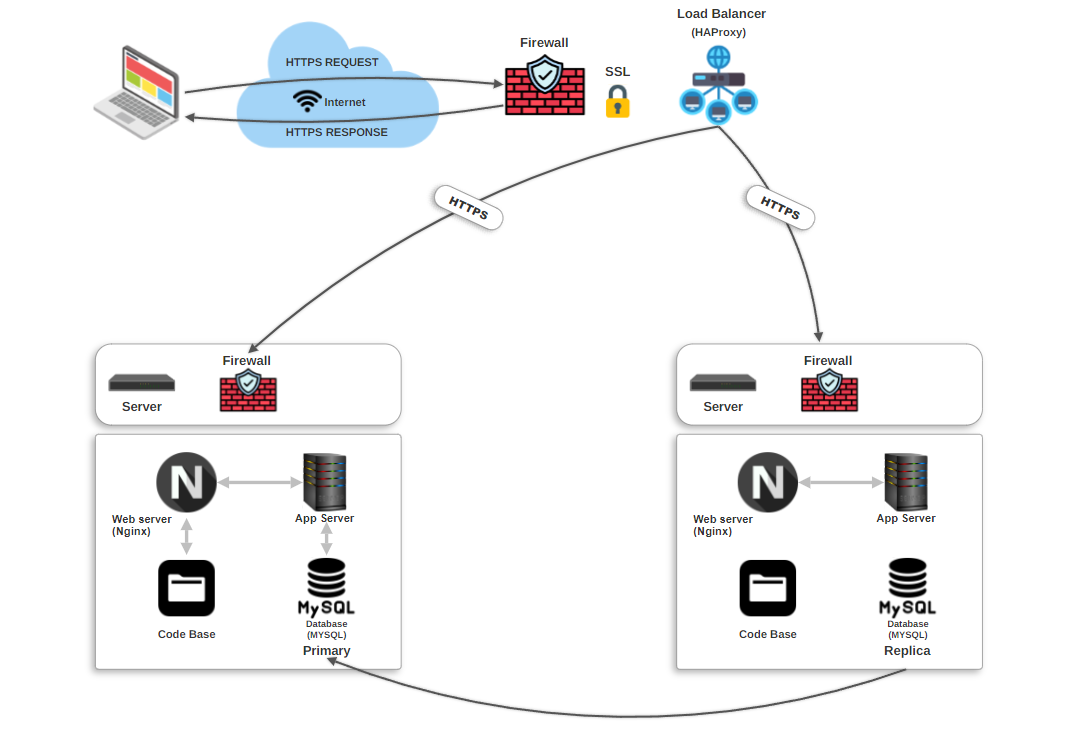 Load Balancer
(HAProxy)
Firewall
SSL
HTTPS REQUEST
Internet
HTTPS RESPONSE
HTTPS
HTTPS
Firewall
Server
Firewall
Server
N
Web server
(Nginx)
App Server
Code Base
MySQL
Database
(MYSQL)
Primary
N
Web server
(Nginx)
App Server
Code Base
MySQL
Database
(MYSQL)
Replica